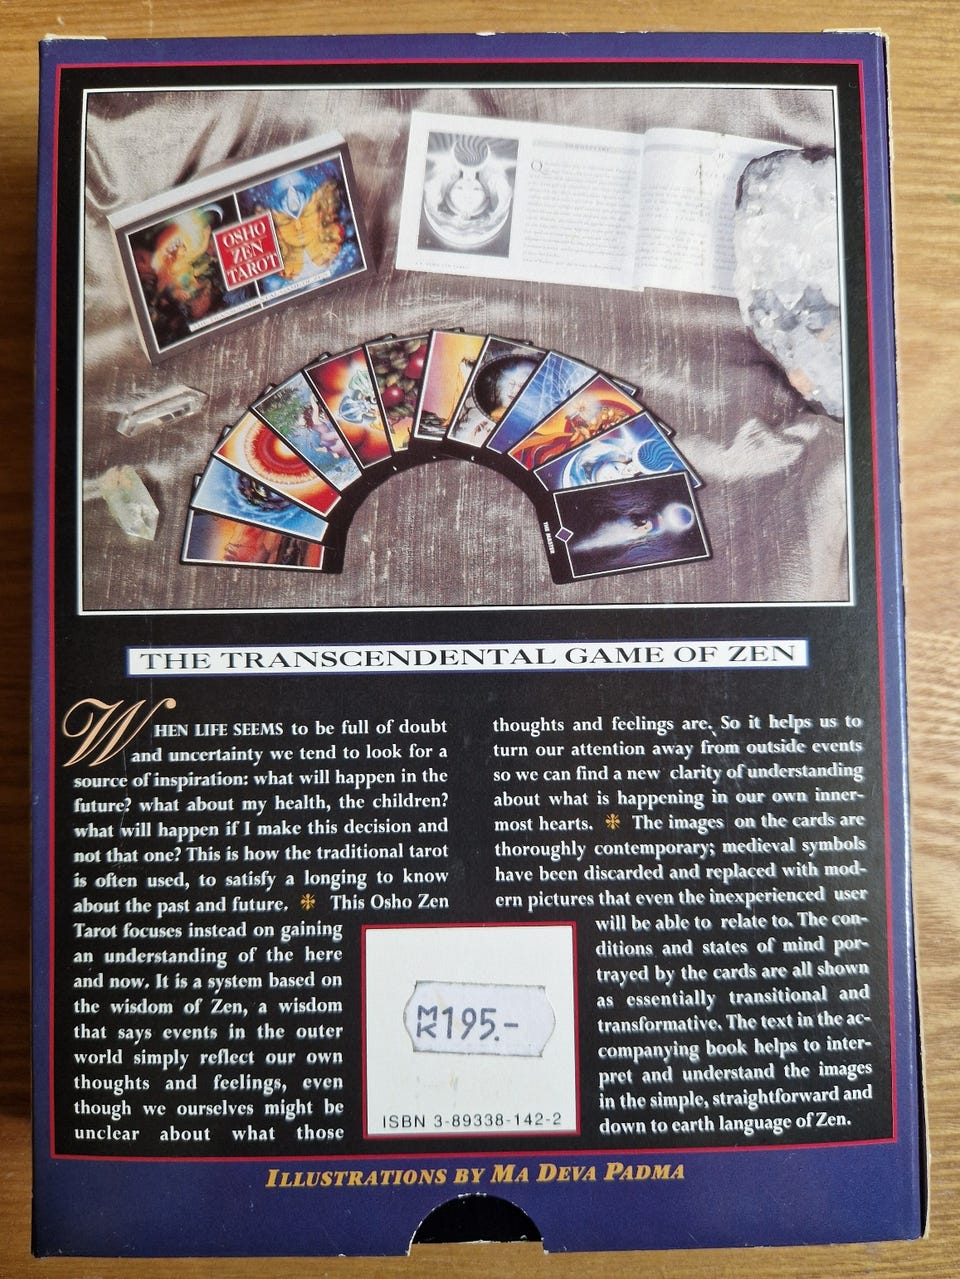 OSHO
ZEN
TAROT
THE MASTER
THE TRANSCENDENTAL GAME OF ZEN
WHEN LIFE SEEMS to be full of doubt
and uncertainty we tend to look for a
source of inspiration: what will happen in the
future? what about my health, the children?
what will happen if I make this decision and
not that one? This is how the traditional tarot
is often used, to satisfy a longing to know
about the past and future. ✻ This Osho Zen
Tarot focuses instead on gaining
an understanding of the here
and now. It is a system based on
the wisdom of Zen, a wisdom
that says events in the outer
world simply reflect our own
thoughts and feelings, even
though we ourselves might be
unclear about what those
thoughts and feelings are. So it helps us to
turn our attention away from outside events
so we can find a new clarity of understanding
about what is happening in our own inner-
most hearts. ✻ The images on the cards are
thoroughly contemporary; medieval symbols
have been discarded and replaced with mod-
ern pictures that even the inexperienced user
will be able to relate to. The con-
ditions and states of mind por-
trayed by the cards are all shown
as essentially transitional and
transformative. The text in the ac-
companying book helps to inter-
pret and understand the images
in the simple, straightforward and
down to earth language of Zen.
MK195.-
ISBN 3-89338-142-2
ILLUSTRATIONS BY MA DEVA PADMA